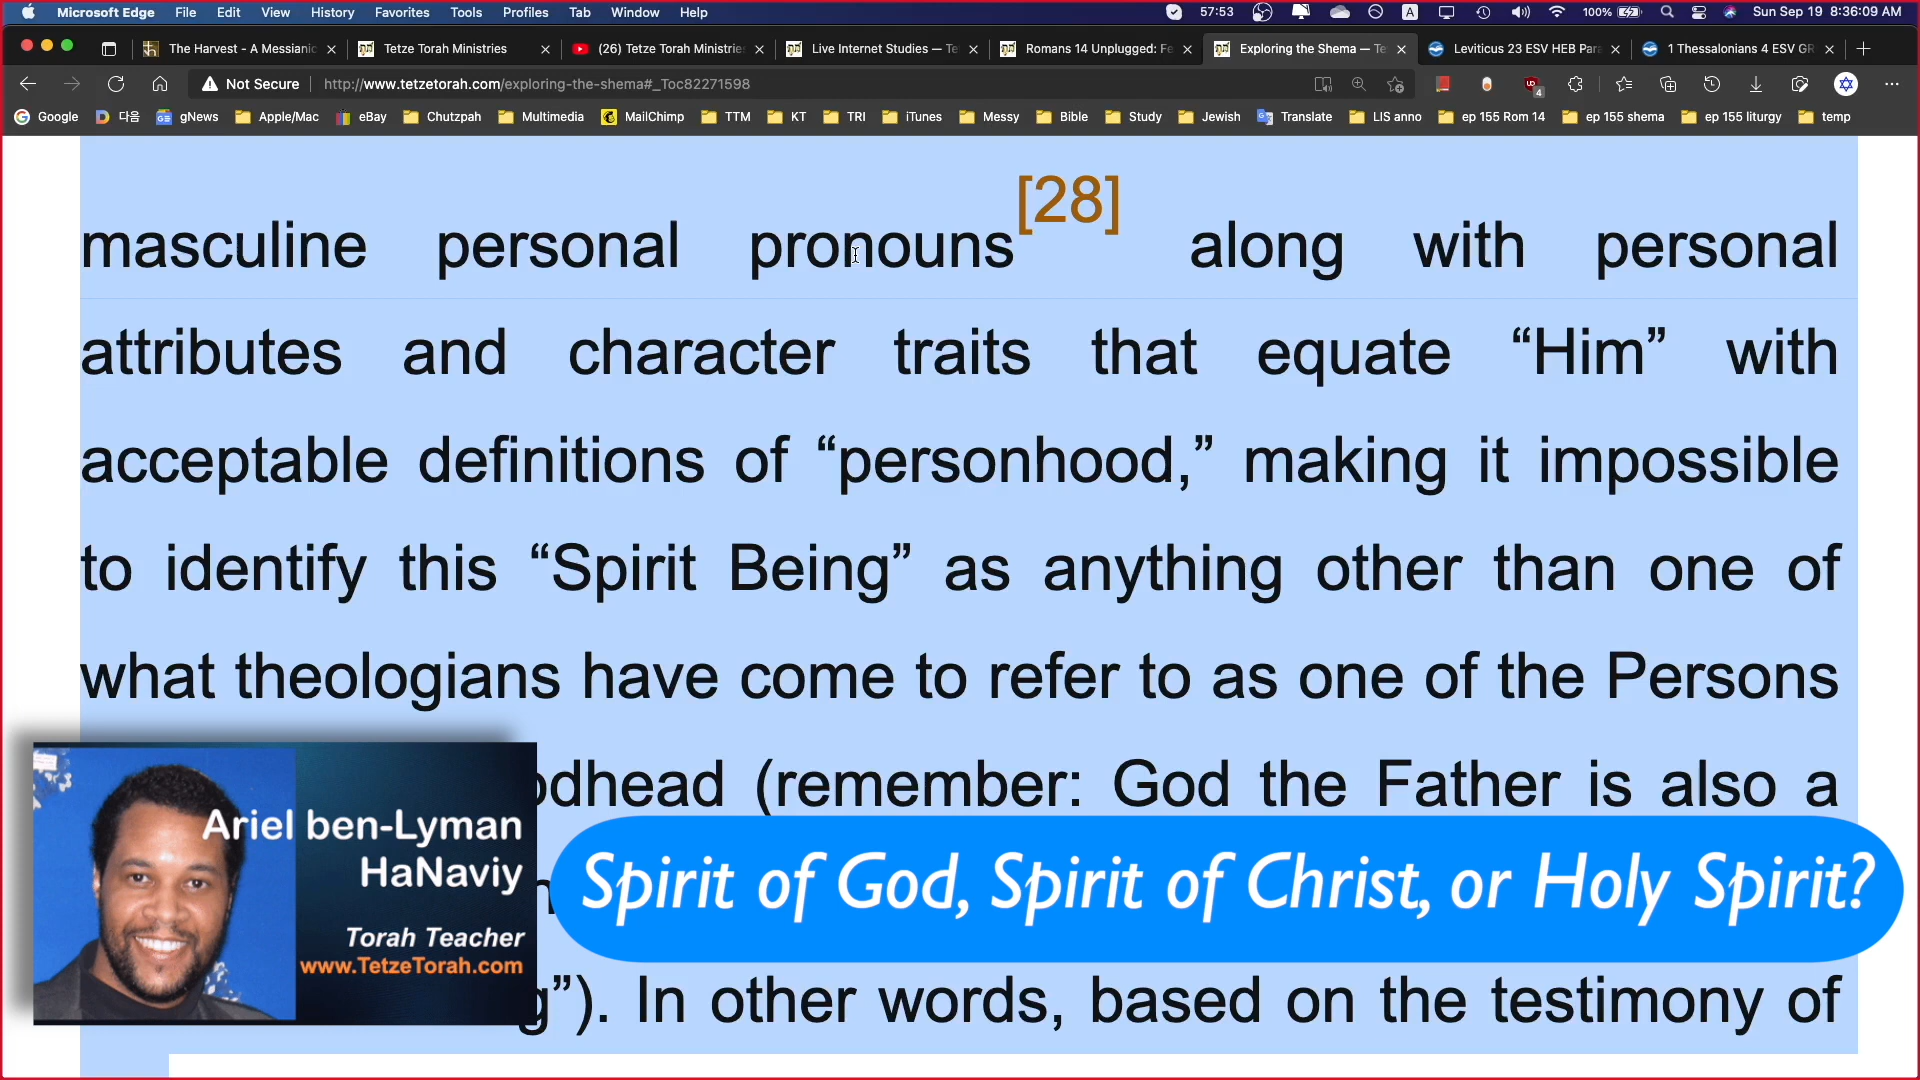 Microsoft Edge File Edit View History Favorites Tools Profiles Tab Window Help 57:53 A 100% Sun Sep 19 8:36:09 AM
The Harvest - A Messianic Tetze Torah Ministries (26) Tetze Torah Ministrie Live Internet Studies — Te Romans 14 Unplugged: Fe Exploring the Shema — Te Leviticus 23 ESV HEB Para 1 Thessalonians 4 ESV GR
Not Secure http://www.tetzetorah.com/exploring-the-shema#_Toc82271598 UD 4
Google 다음 gNews Apple/Mac eBay Chutzpah Multimedia MailChimp TTM KT TRI iTunes Messy Bible Study Jewish Translate LIS anno ep 155 Rom 14 ep 155 shema ep 155 liturgy temp
masculine personal pronouns[28] along with personal
attributes and character traits that equate “Him” with
acceptable definitions of “personhood,” making it impossible
to identify this “Spirit Being” as anything other than one of
what theologians have come to refer to as one of the Persons
odhead (remember: God the Father is also a
Ariel ben-Lyman
HaNaviy
Torah Teacher
www.TetzeTorah.com
Spirit of God, Spirit of Christ, or Holy Spirit?
g”). In other words, based on the testimony of